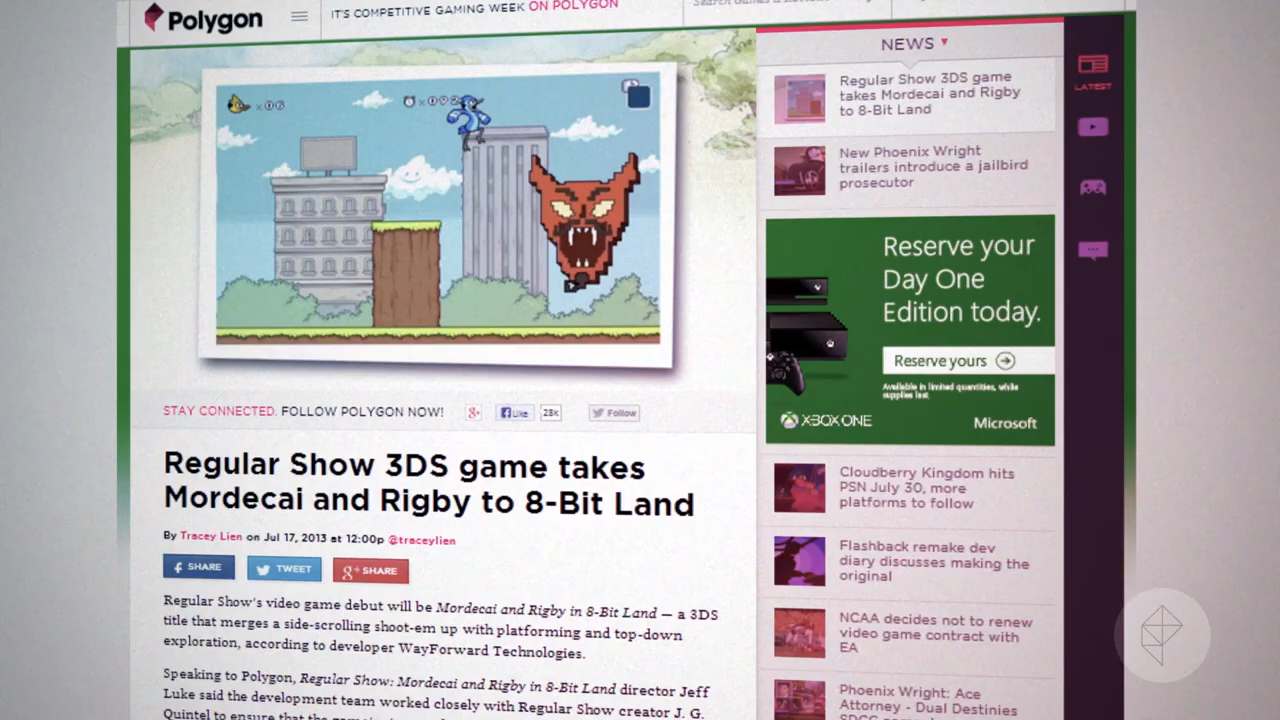 Polygon
IT'S COMPETITIVE GAMING WEEK ON POLYGON
×06
NEWS
LATEST
Regular Show 3DS game
takes Mordecai and Rigby
to 8-Bit Land
New Phoenix Wright
trailers introduce a jailbird
prosecutor
Reserve your
Day One
Edition today.
Reserve yours
Available in limited quantities, while
supplies last
XBOX ONE
Microsoft
STAY CONNECTED. FOLLOW POLYGON NOW!
g+
Like
28k
Follow
Regular Show 3DS game takes
Mordecai and Rigby to 8-Bit Land
By Tracey Lien on Jul 17, 2013 at 12:00p @traceylien
SHARE
TWEET
g+ SHARE
Regular Show's video game debut will be Mordecai and Rigby in 8-Bit Land — a 3DS
title that merges a side-scrolling shoot-em up with platforming and top-down
exploration, according to developer WayForward Technologies.
Speaking to Polygon, Regular Show: Mordecai and Rigby in 8-Bit Land director Jeff
Luke said the development team worked closely with Regular Show creator J. G.
Quintel to ensure that the
Cloudberry Kingdom hits
PSN July 30, more
platforms to follow
Flashback remake dev
diary discusses making the
original
NCAA decides not to renew
video game contract with
EA
Phoenix Wright: Ace
Attorney - Dual Destinies